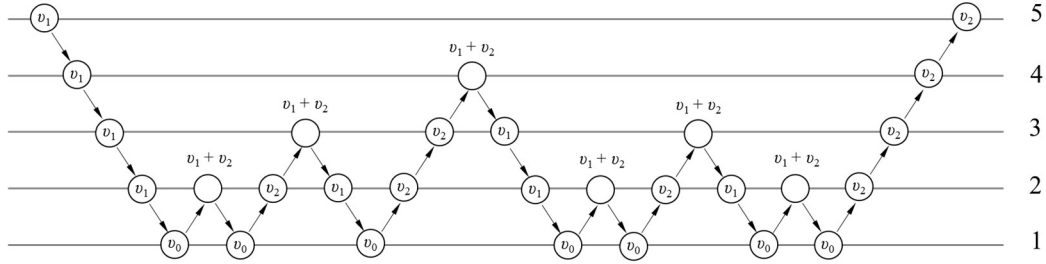 v₁ v₂ 5
v₁ + v₂
v₁ v₂ 4
v₁ + v₂ v₁ + v₂
v₁ v₂ v₁ v₂ 3
v₁ + v₂ v₁ + v₂ v₁ + v₂
v₁ v₂ v₁ v₂ v₁ v₂ v₁ v₂ 2
v₀ v₀ v₀ v₀ v₀ v₀ v₀ 1